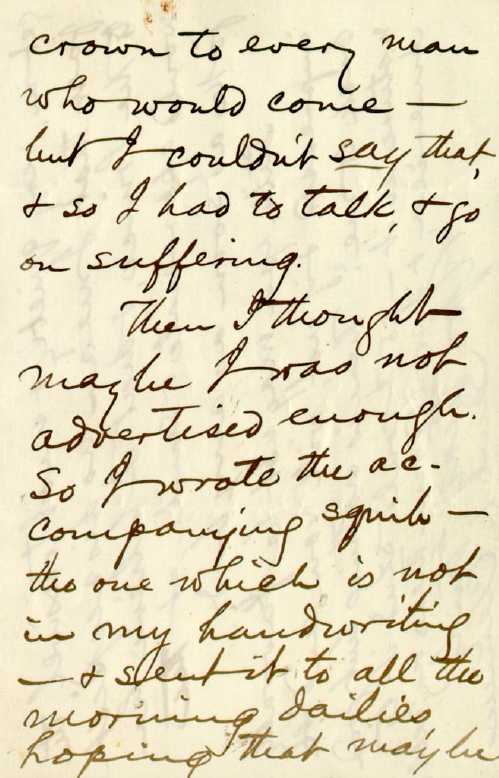 crown to every man
who would come —
but I couldn't say that,
& so I had to talk, & go
on suffering.
Then I thought
maybe I was not
advertised enough.
So I wrote the ac-
companying squib —
the one which is not
in my handwriting
— & sent it to all the
morning dailies
hoping that maybe